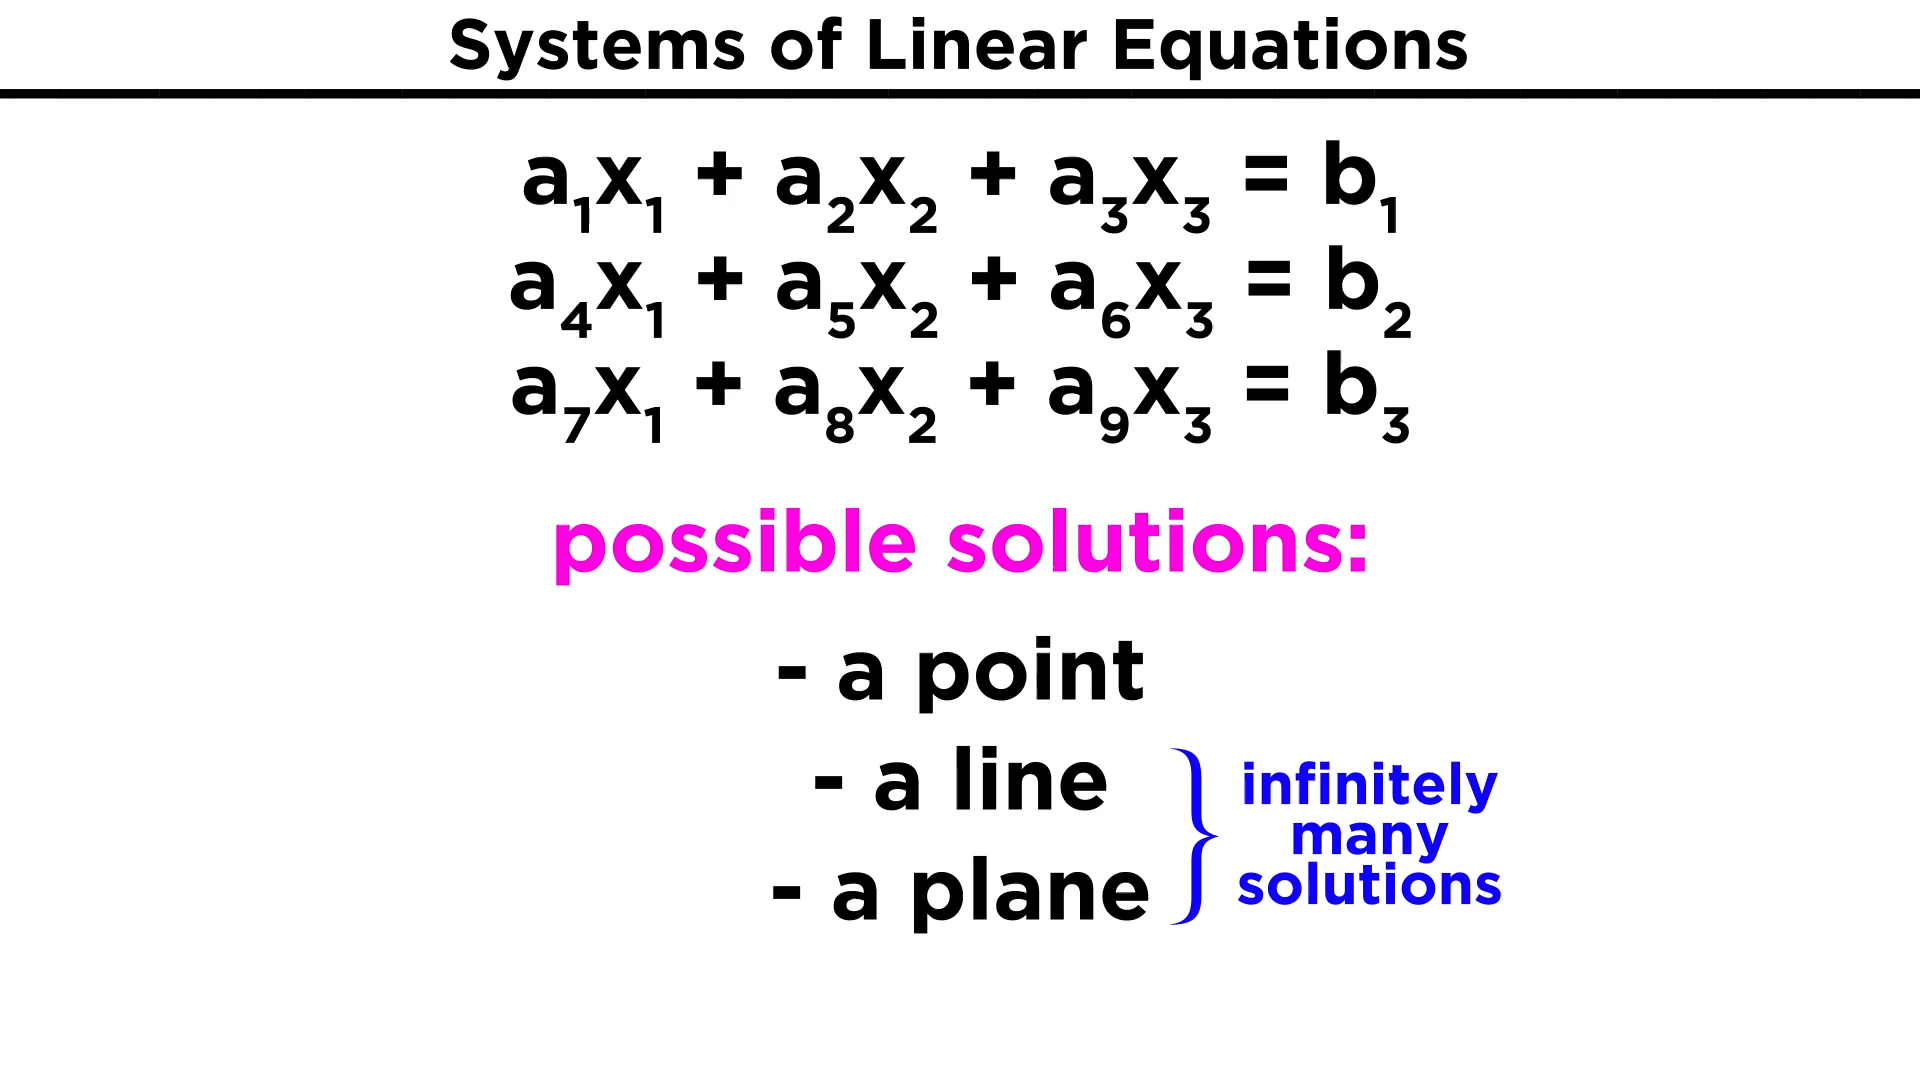 Systems of Linear Equations
a₁x₁ + a₂x₂ + a₃x₃ = b₁
a₄x₁ + a₅x₂ + a₆x₃ = b₂
a₇x₁ + a₈x₂ + a₉x₃ = b₃
possible solutions:
- a point
- a line
- a plane
infinitely
many
solutions